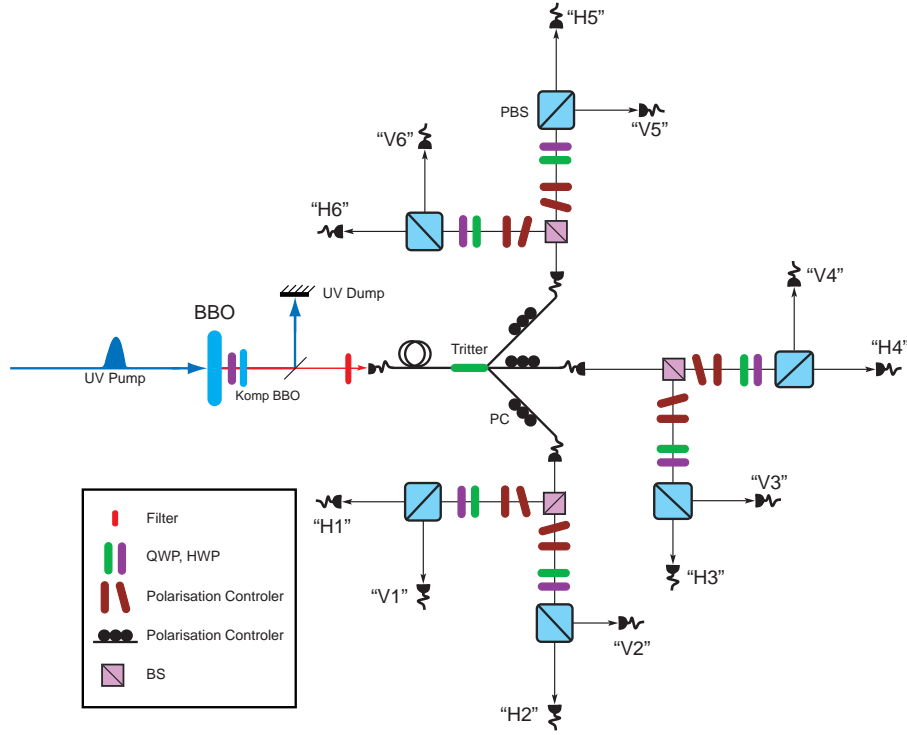 “H5”
PBS
“V5”
“V6”
“H6”
“V4”
UV Dump
BBO
Tritter
“H4”
UV Pump
Komp BBO
PC
“V3”
“H1”
“H3”
“V1”
“V2”
“H2”
Filter
QWP, HWP
Polarisation Controler
Polarisation Controler
BS